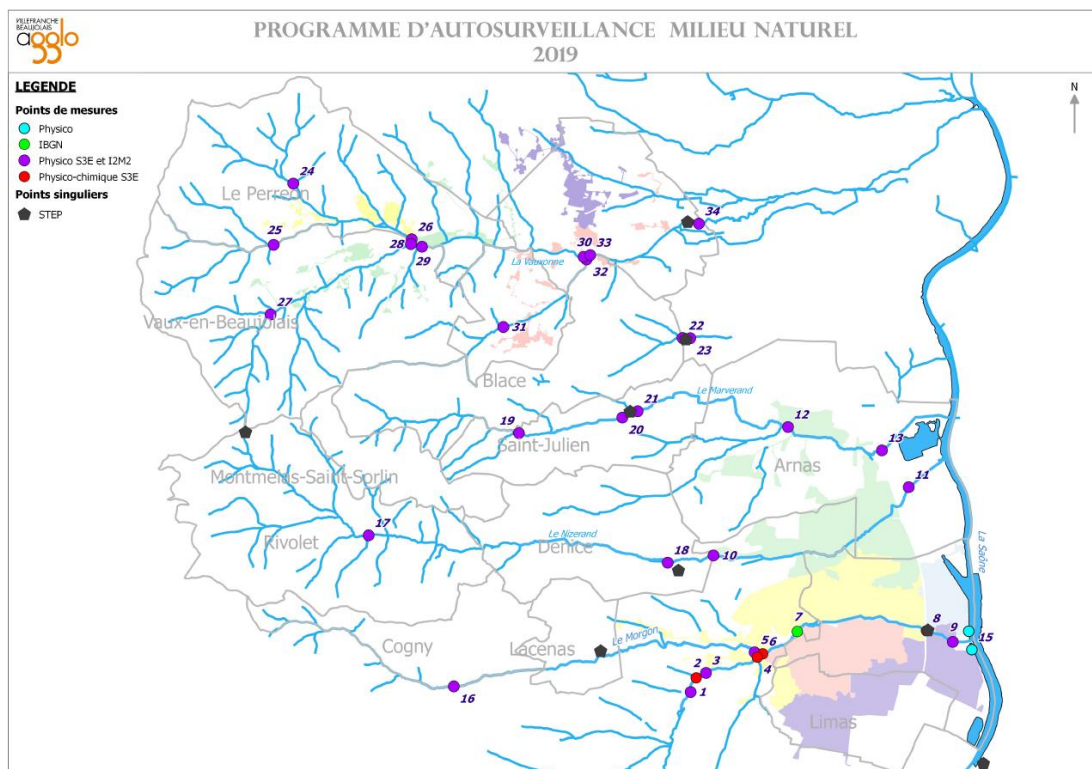 VILLEFRANCHE
BEAUJOLAIS
agglo
PROGRAMME D'AUTOSURVEILLANCE MILIEU NATUREL
2019
LEGENDE
Points de mesures
Physico
IBGN
Physico S3E et I2M2
Physico-chimique S3E
Points singuliers
STEP
N
24
Le Perréon
34
25
26
28
29
30
33
La Vauxonne
32
27
Vaux-en-Beaujolais
31
22
23
Blace
Le Marverand
21
20
19
Saint-Julien
12
13
Arnas
Montmelas-Saint-Sorlin
11
17
Rivolet
Le Nizerand
Denicé
18
10
La Saône
7
8
9
15
Le Morgon
Cogny
Lacenas
5
6
4
2
3
1
16
Limas